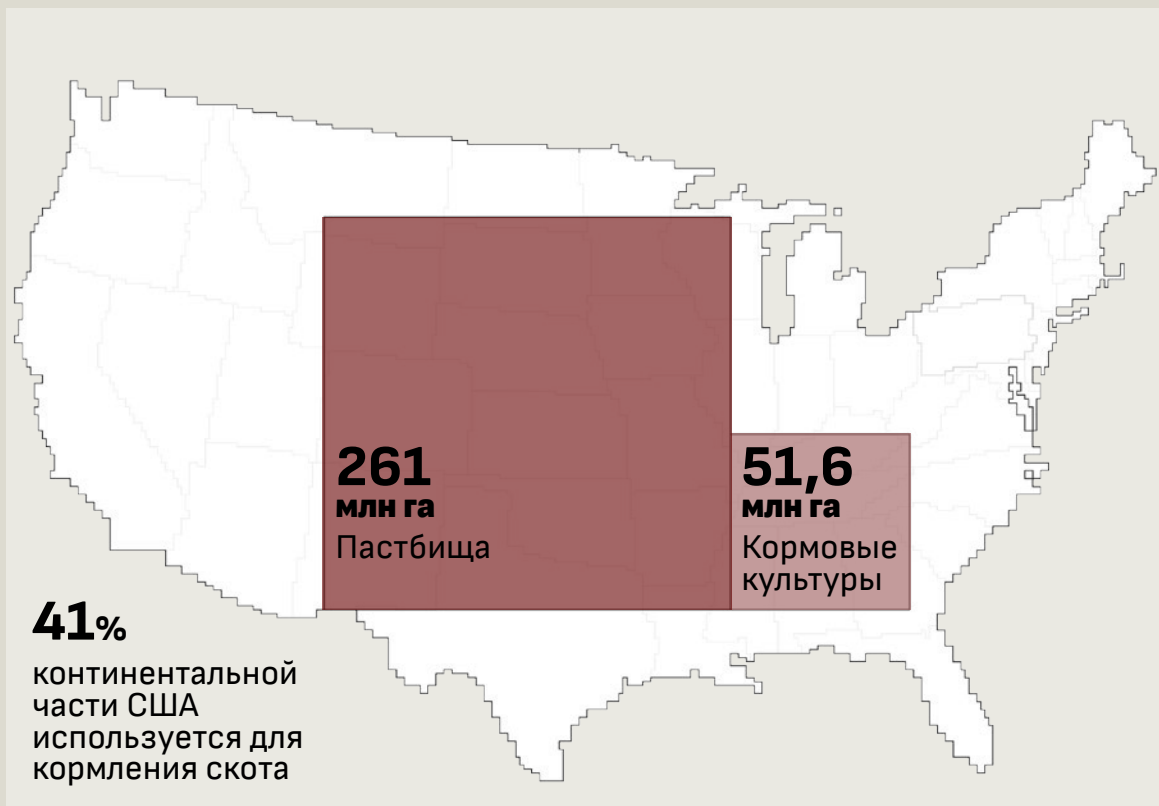 261
млн га
Пастбища
51,6
млн га
Кормовые
культуры
41%
континентальной
части США
используется для
кормления скота